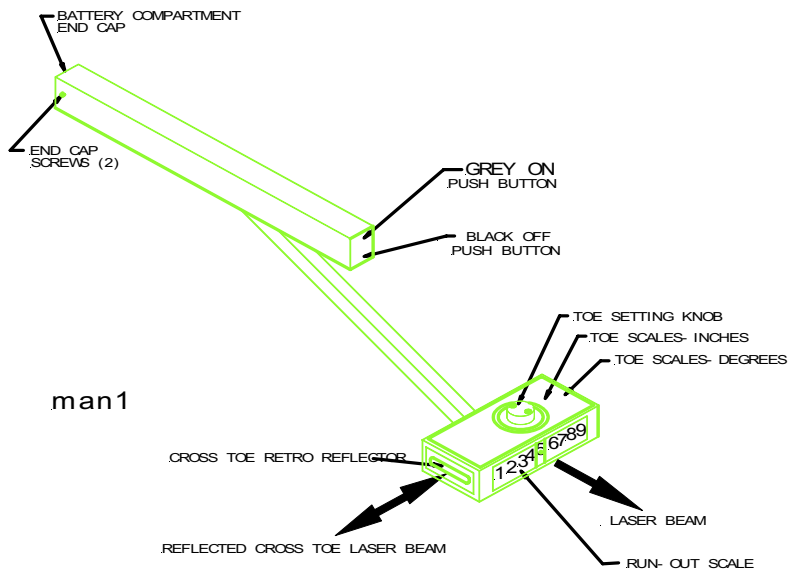 BATTERY COMPARTMENT
END CAP
END CAP
SCREWS (2)
GREY ON
PUSH BUTTON
BLACK OFF
PUSH BUTTON
TOE SETTING KNOB
TOE SCALES- INCHES
TOE SCALES- DEGREES
man1
CROSS TOE RETRO REFLECTOR
123456789
LASER BEAM
REFLECTED CROSS TOE LASER BEAM
RUN- OUT SCALE